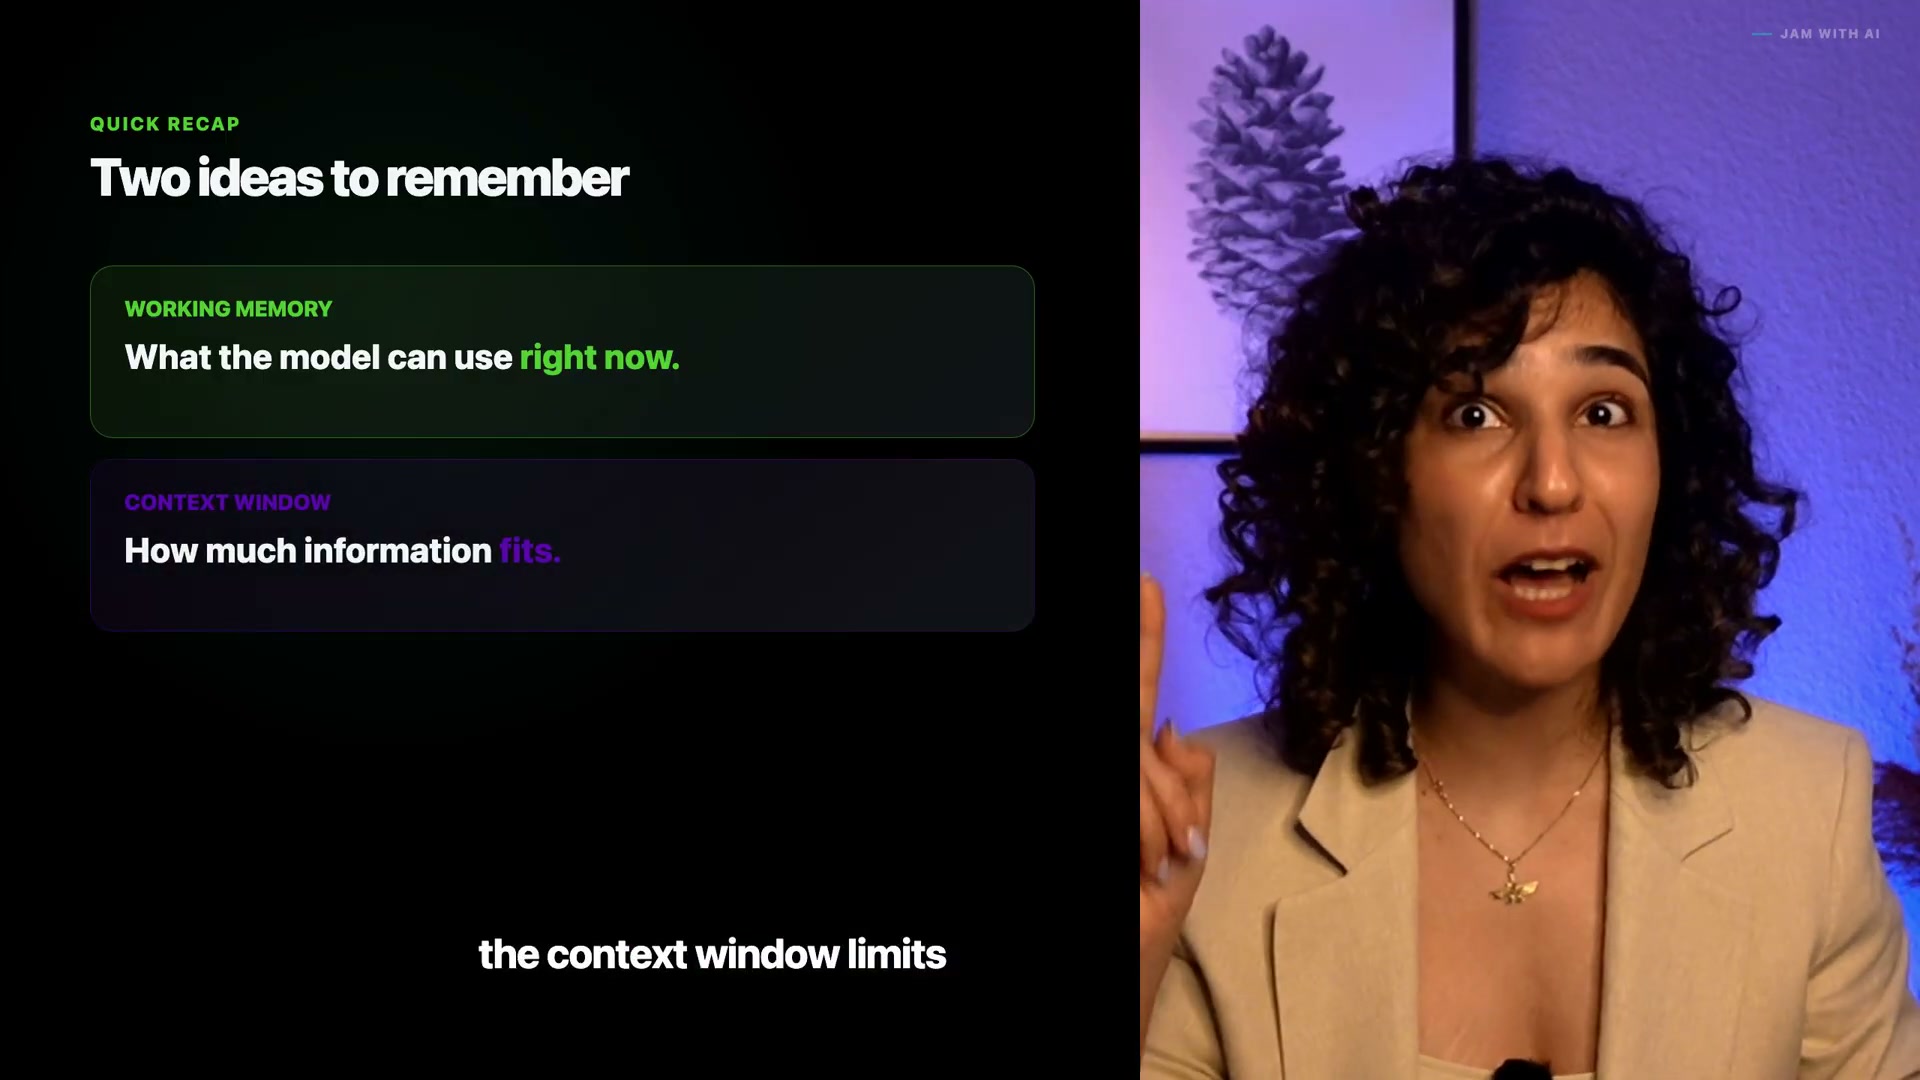 JAM WITH AI
QUICK RECAP
Two ideas to remember
WORKING MEMORY
What the model can use right now.
CONTEXT WINDOW
How much information fits.
the context window limits